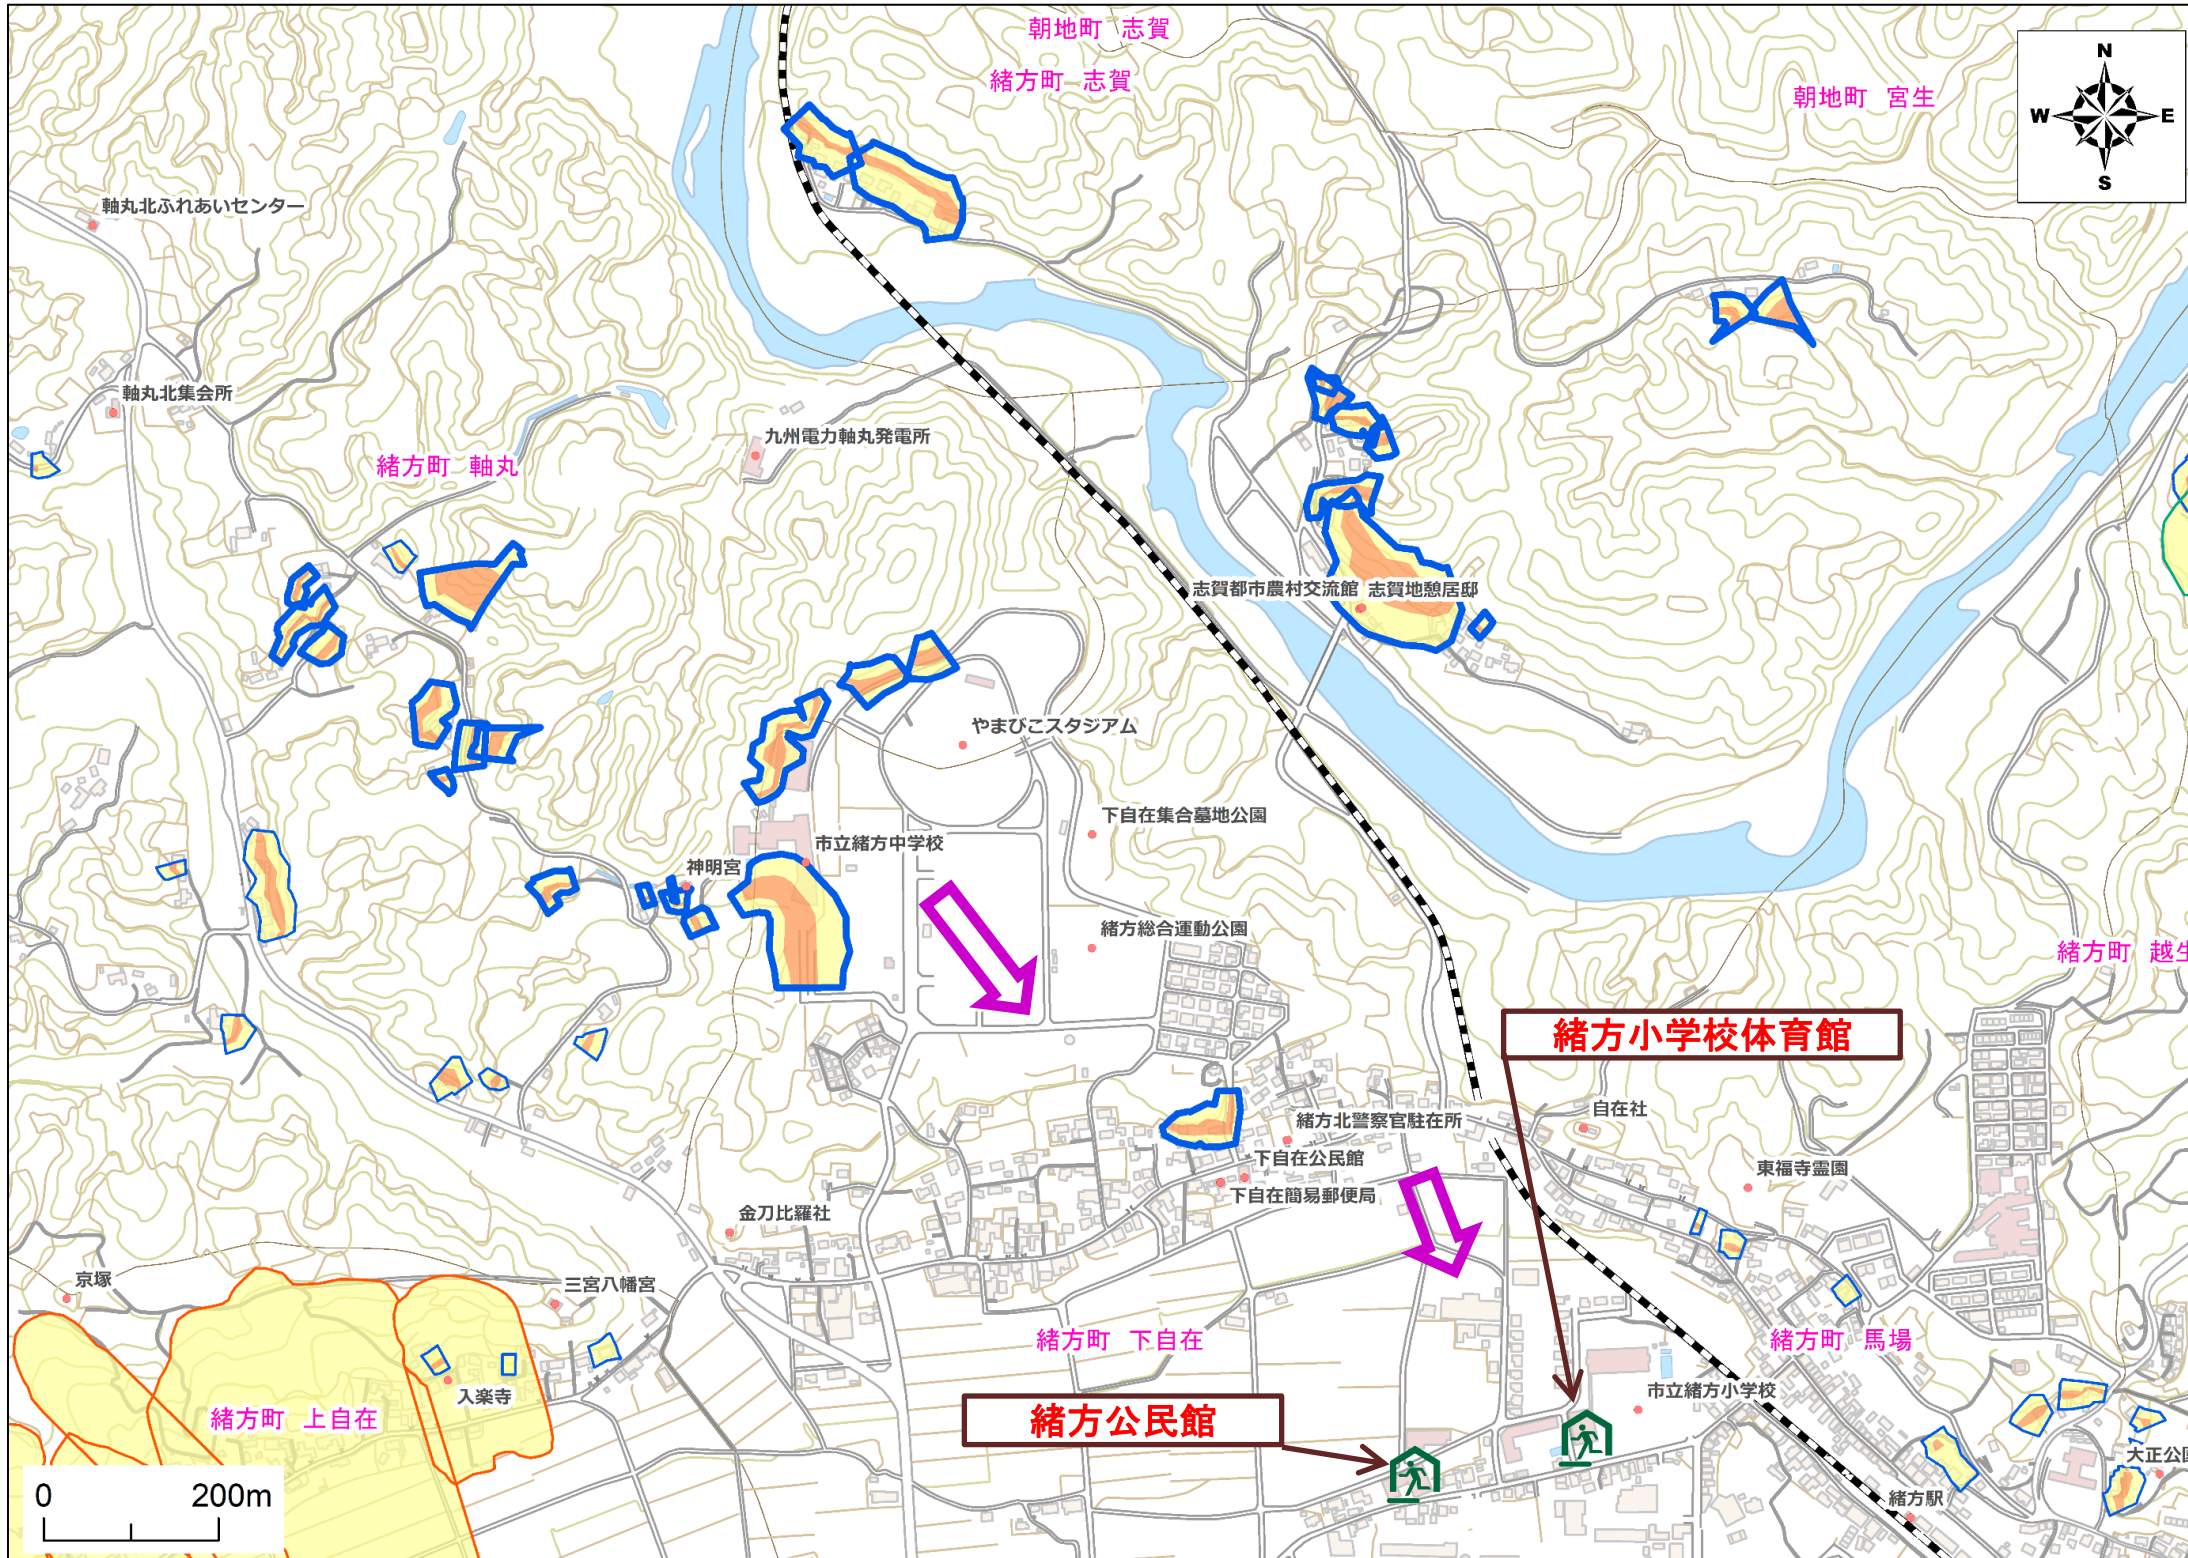 朝地町 志賀
緒方町 志賀
朝地町 宮生
N
W
E
S
軸丸北ふれあいセンター
軸丸北集会所
九州電力軸丸発電所
緒方町 軸丸
志賀都市農村交流館
志賀地憩居邸
やまびこスタジアム
下自在集合墓地公園
市立緒方中学校
神明宮
緒方総合運動公園
緒方町 越生
緒方小学校体育館
自在社
緒方北警察官駐在所
下自在公民館
東福寺霊園
下自在簡易郵便局
金刀比羅社
京塚
三宮八幡宮
緒方町 下自在
緒方町 馬場
入楽寺
市立緒方小学校
緒方町 上自在
緒方公民館
大正公園
緒方駅
0
200m